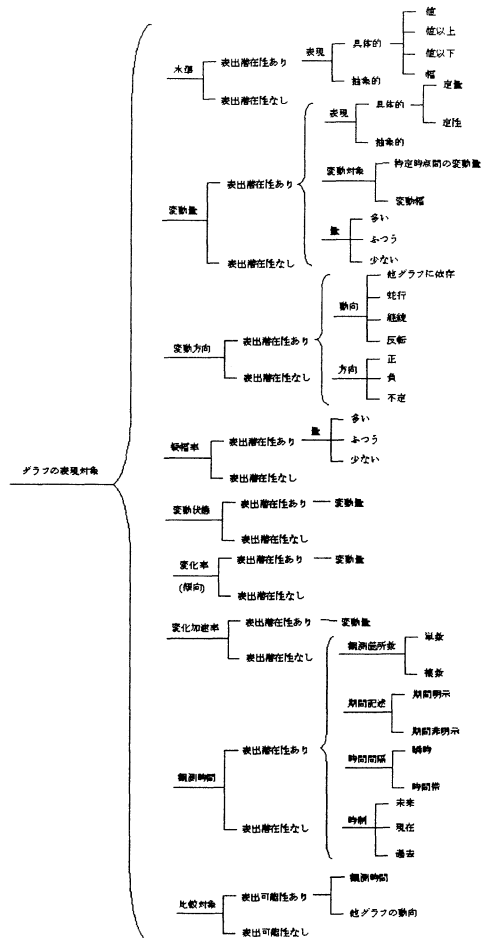 グラフの表現対象
水準
表出潜在性あり
表現
具体的
値
値以上
値以下
幅
抽象的
表出潜在性なし
変動量
表出潜在性あり
表現
具体的
定量
定性
抽象的
変動対象
特定時点間の変動量
変動幅
量
多い
ふつう
少ない
表出潜在性なし
変動方向
表出潜在性あり
動向
他グラフに依存
蛇行
継続
反転
方向
正
負
不定
表出潜在性なし
表出潜在性あり
量
多い
ふつう
少ない
表出潜在性なし
変動状態
表出潜在性あり
変動量
表出潜在性なし
変化率
(傾向)
表出潜在性あり
変動量
表出潜在性なし
変化加速率
表出潜在性あり
変動量
表出潜在性なし
観測時間
表出潜在性あり
観測箇所数
単数
複数
期間記述
期間明示
期間非明示
時間間隔
瞬時
時間帯
時制
未来
現在
過去
表出潜在性なし
比較対象
表出可能性あり
観測時間
他グラフの動向
表出可能性なし